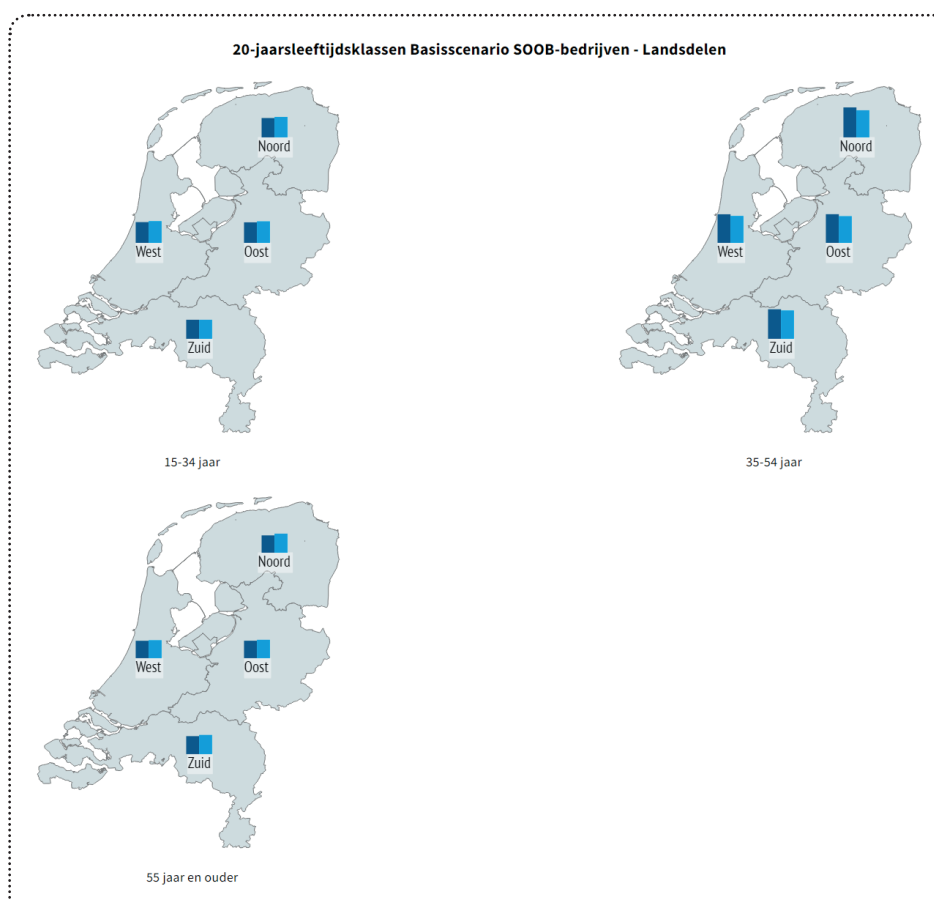 20-jaarsleeftijdsklassen Basisscenario SOOB-bedrijven - Landsdelen
Noord
West
Oost
Zuid
15-34 jaar
Noord
West
Oost
Zuid
35-54 jaar
Noord
West
Oost
Zuid
55 jaar en ouder